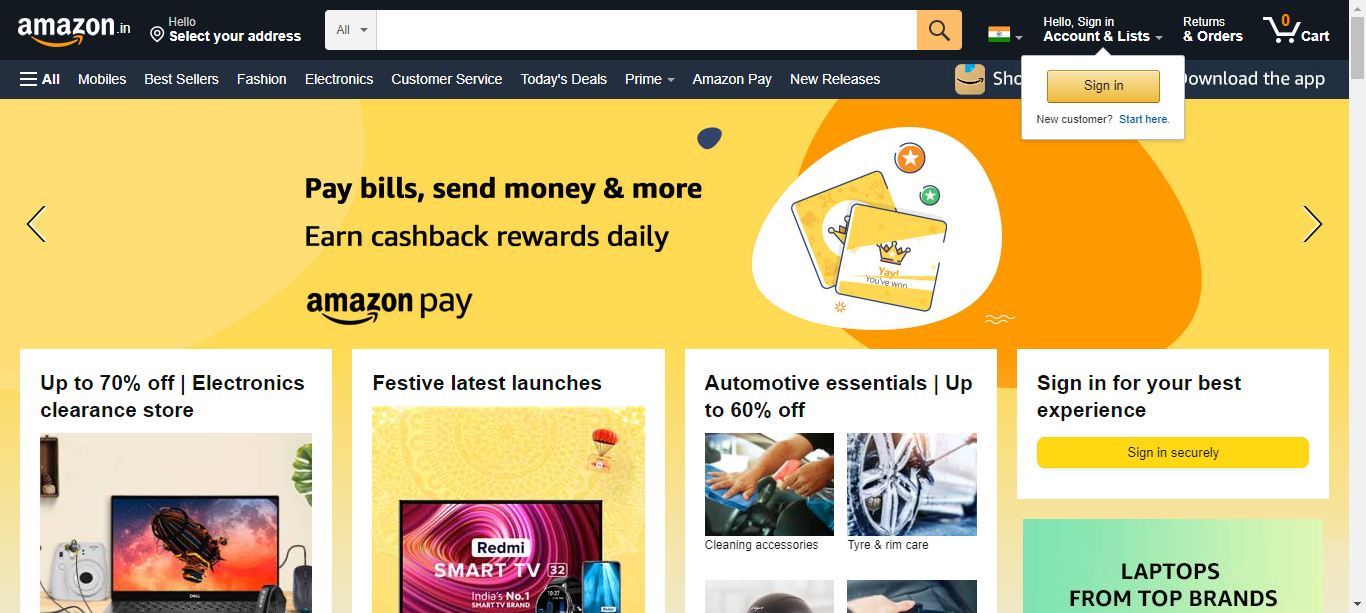 amazon.in
Hello
Select your address
All
Hello, Sign in
Account & Lists
Returns
& Orders
0
Cart
All
Mobiles
Best Sellers
Fashion
Electronics
Customer Service
Today's Deals
Prime
Amazon Pay
New Releases
Download the app
Sign in
New customer? Start here.
Pay bills, send money & more
Earn cashback rewards daily
amazon pay
Yay!
You've won
Up to 70% off | Electronics
clearance store
DELL
Festive latest launches
Redmi
SMART TV 32
India's No.1
SMART TV BRAND
10:37
Redmi
Automotive essentials | Up
to 60% off
Cleaning accessories
Tyre & rim care
Sign in for your best
experience
Sign in securely
LAPTOPS
FROM TOP BRANDS